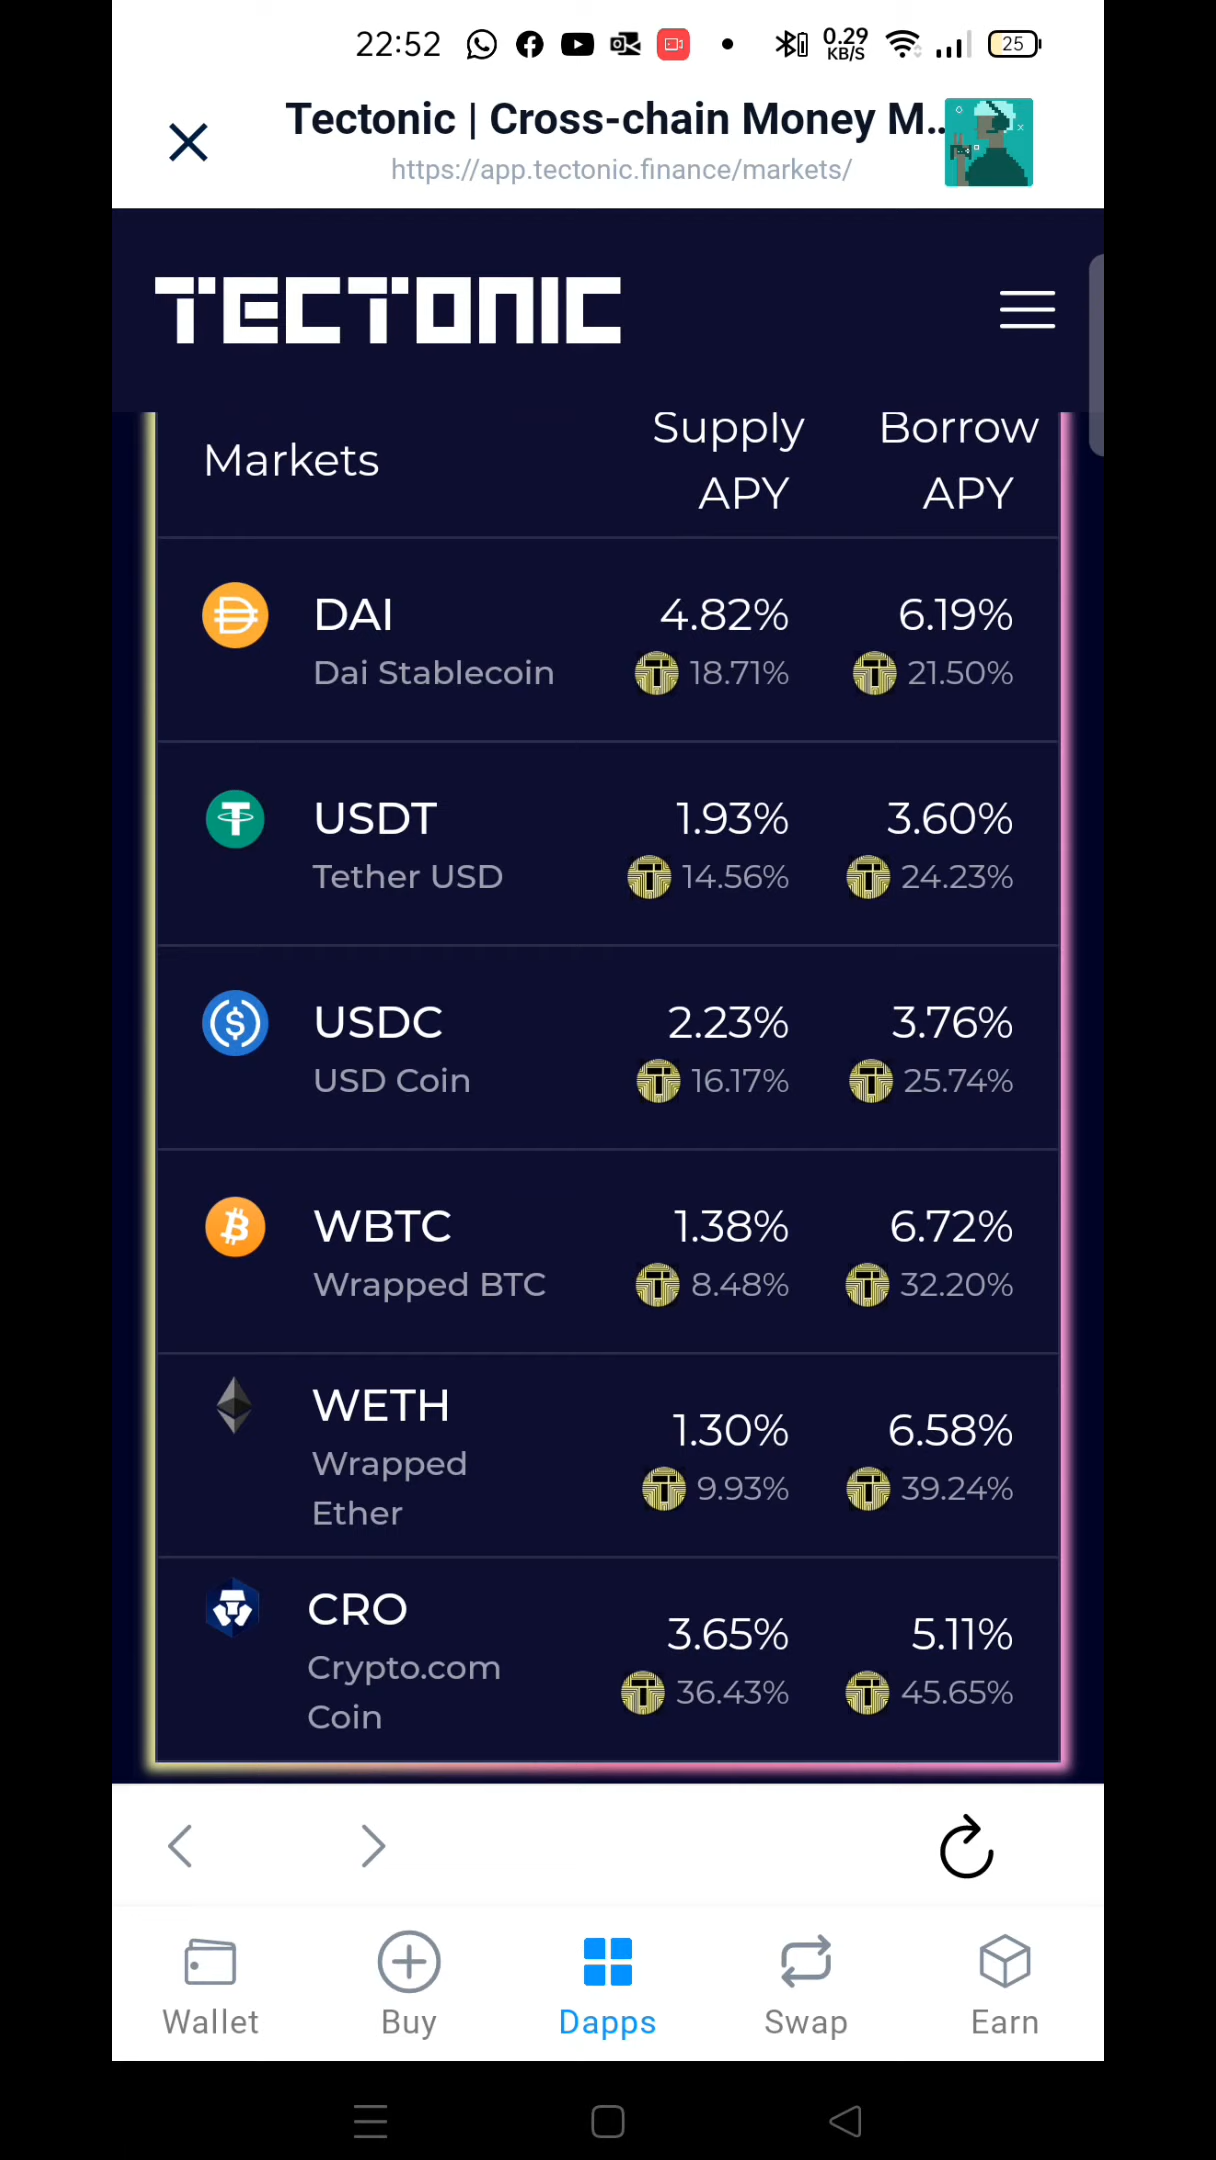 22:52
0.29
KB/S
25
Tectonic | Cross-chain Money M...
https://app.tectonic.finance/markets/
TECTONIC
Markets
Supply
APY
Borrow
APY
DAI
4.82%
6.19%
Dai Stablecoin
18.71%
21.50%
USDT
1.93%
3.60%
Tether USD
14.56%
24.23%
USDC
2.23%
3.76%
USD Coin
16.17%
25.74%
WBTC
1.38%
6.72%
Wrapped BTC
8.48%
32.20%
WETH
1.30%
6.58%
Wrapped
Ether
9.93%
39.24%
CRO
3.65%
5.11%
Crypto.com
Coin
36.43%
45.65%
Wallet
Buy
Dapps
Swap
Earn